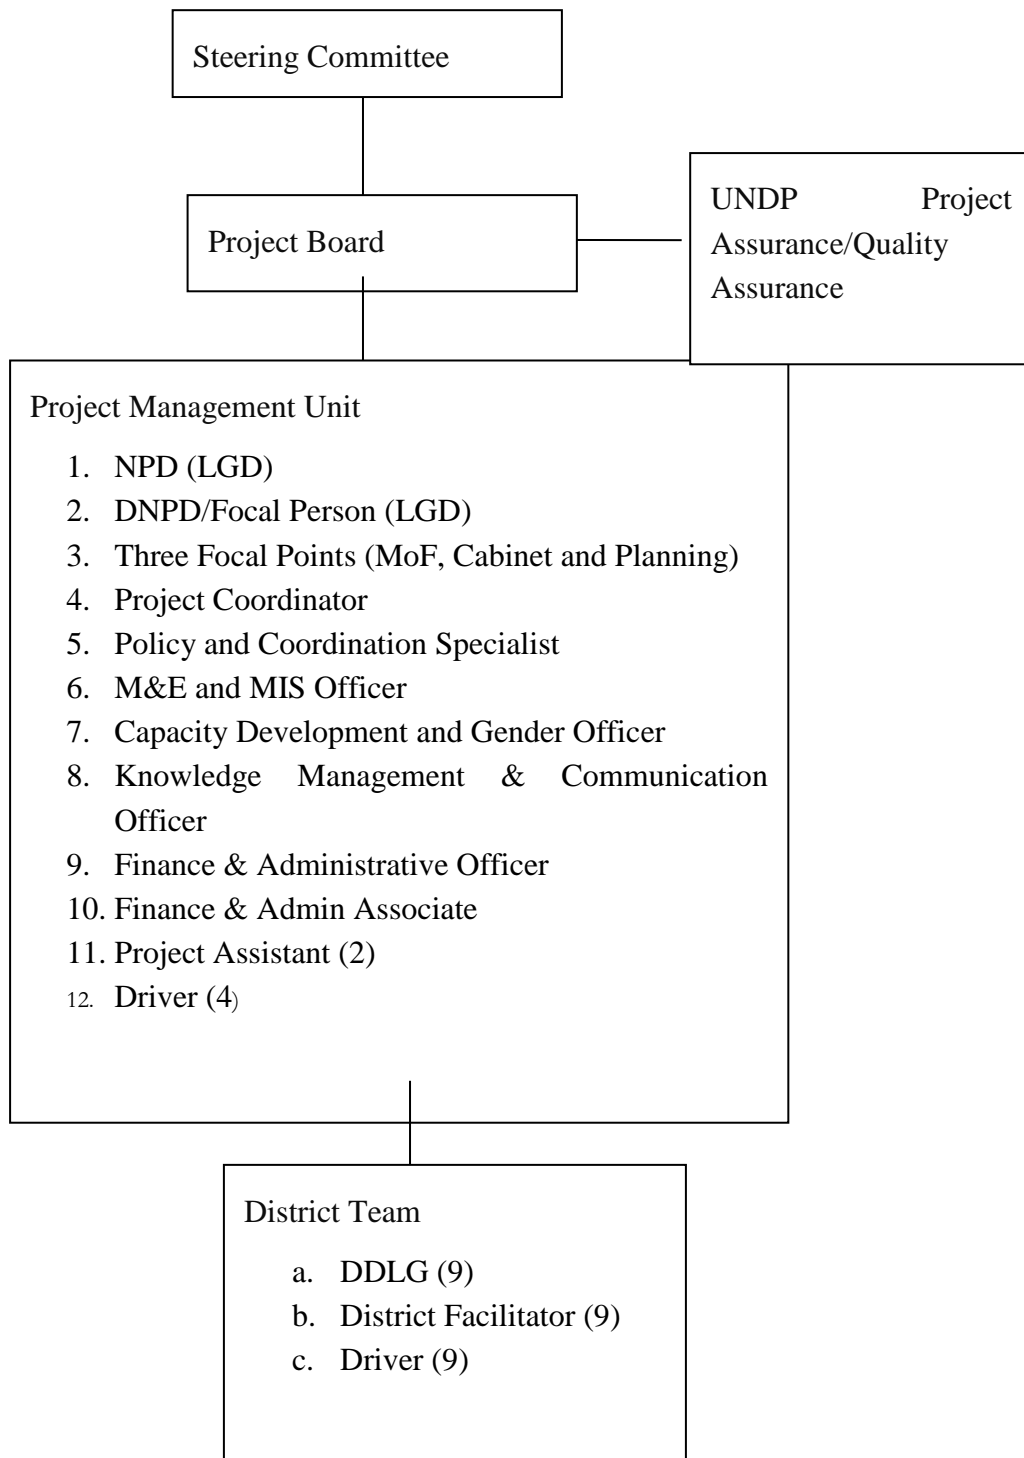 Steering Committee
UNDP Project
Assurance/Quality
Assurance
Project Board
Project Management Unit
1. NPD (LGD)
2. DNPD/Focal Person (LGD)
3. Three Focal Points (MoF, Cabinet and Planning)
4. Project Coordinator
5. Policy and Coordination Specialist
6. M&E and MIS Officer
7. Capacity Development and Gender Officer
8. Knowledge Management & Communication
Officer
9. Finance & Administrative Officer
10. Finance & Admin Associate
11. Project Assistant (2)
12. Driver (4)
District Team
a. DDLG (9)
b. District Facilitator (9)
c. Driver (9)